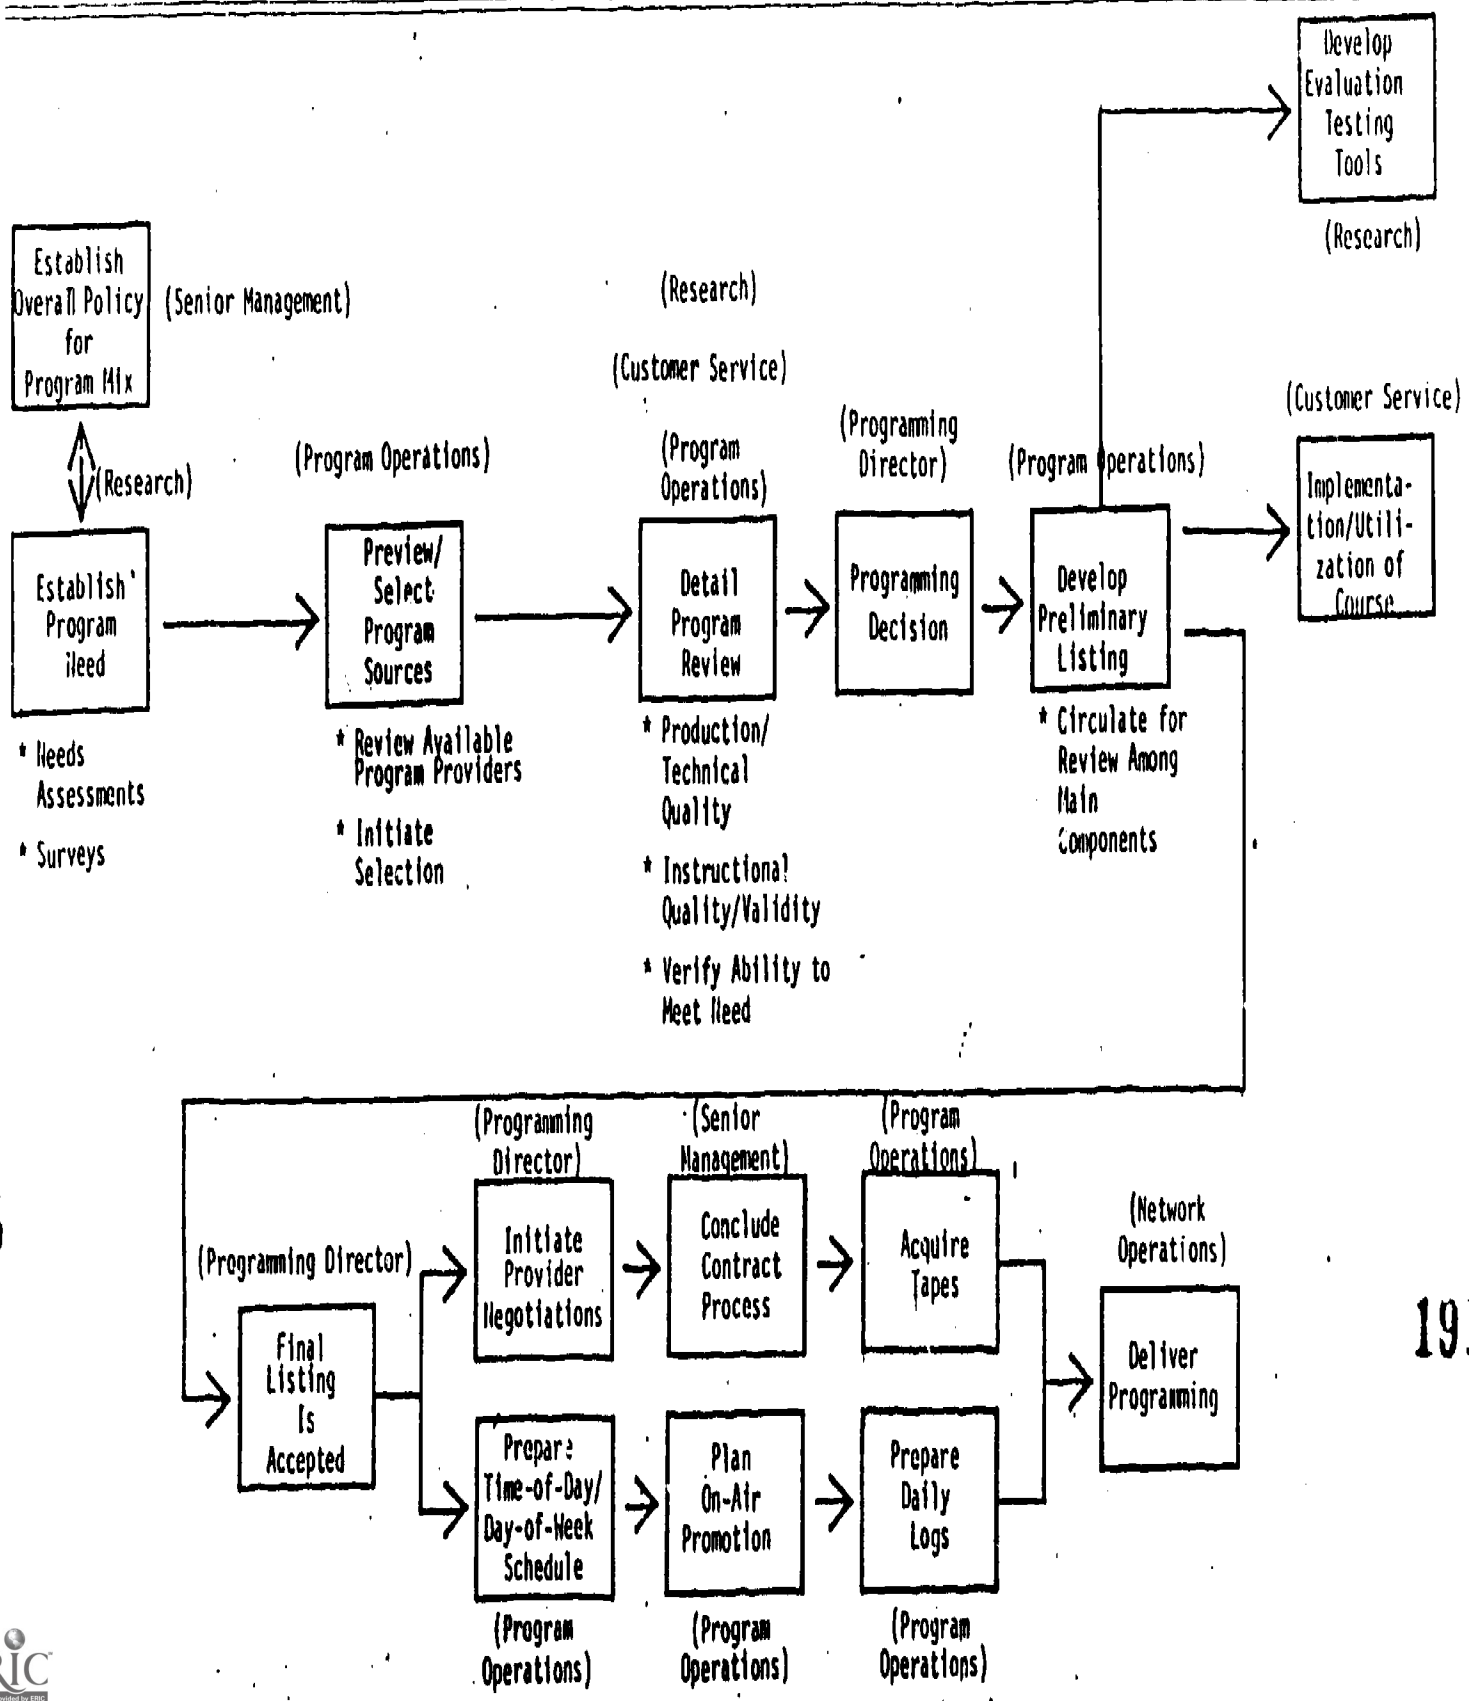 Develop
Evaluation
Testing
Tools
(Research)
Establish
Overall Policy
for
Program Mix
(Senior Management)
(Research)
Establish
Program
Need
* Needs
Assessments
* Surveys
(Program Operations)
Preview/
Select
Program
Sources
* Review Available
Program Providers
* Initiate
Selection
(Research)
(Customer Service)
(Program
Operations)
Detail
Program
Review
* Production/
Technical
Quality
* Instructional
Quality/Validity
* Verify Ability to
Meet Need
(Programming
Director)
Programming
Decision
(Program Operations)
Develop
Preliminary
Listing
* Circulate for
Review Among
Main
Components
(Customer Service)
Implementa-
tion/Utili-
zation of
Course
(Programming Director)
Final
Listing
Is
Accepted
(Programming
Director)
Initiate
Provider
Negotiations
(Senior
Management)
Conclude
Contract
Process
(Program
Operations)
Acquire
Tapes
Prepare
Time-of-Day/
Day-of-Week
Schedule
(Program
Operations)
Plan
On-Air
Promotion
(Program
Operations)
Prepare
Daily
Logs
(Program
Operations)
(Network
Operations)
Deliver
Programming